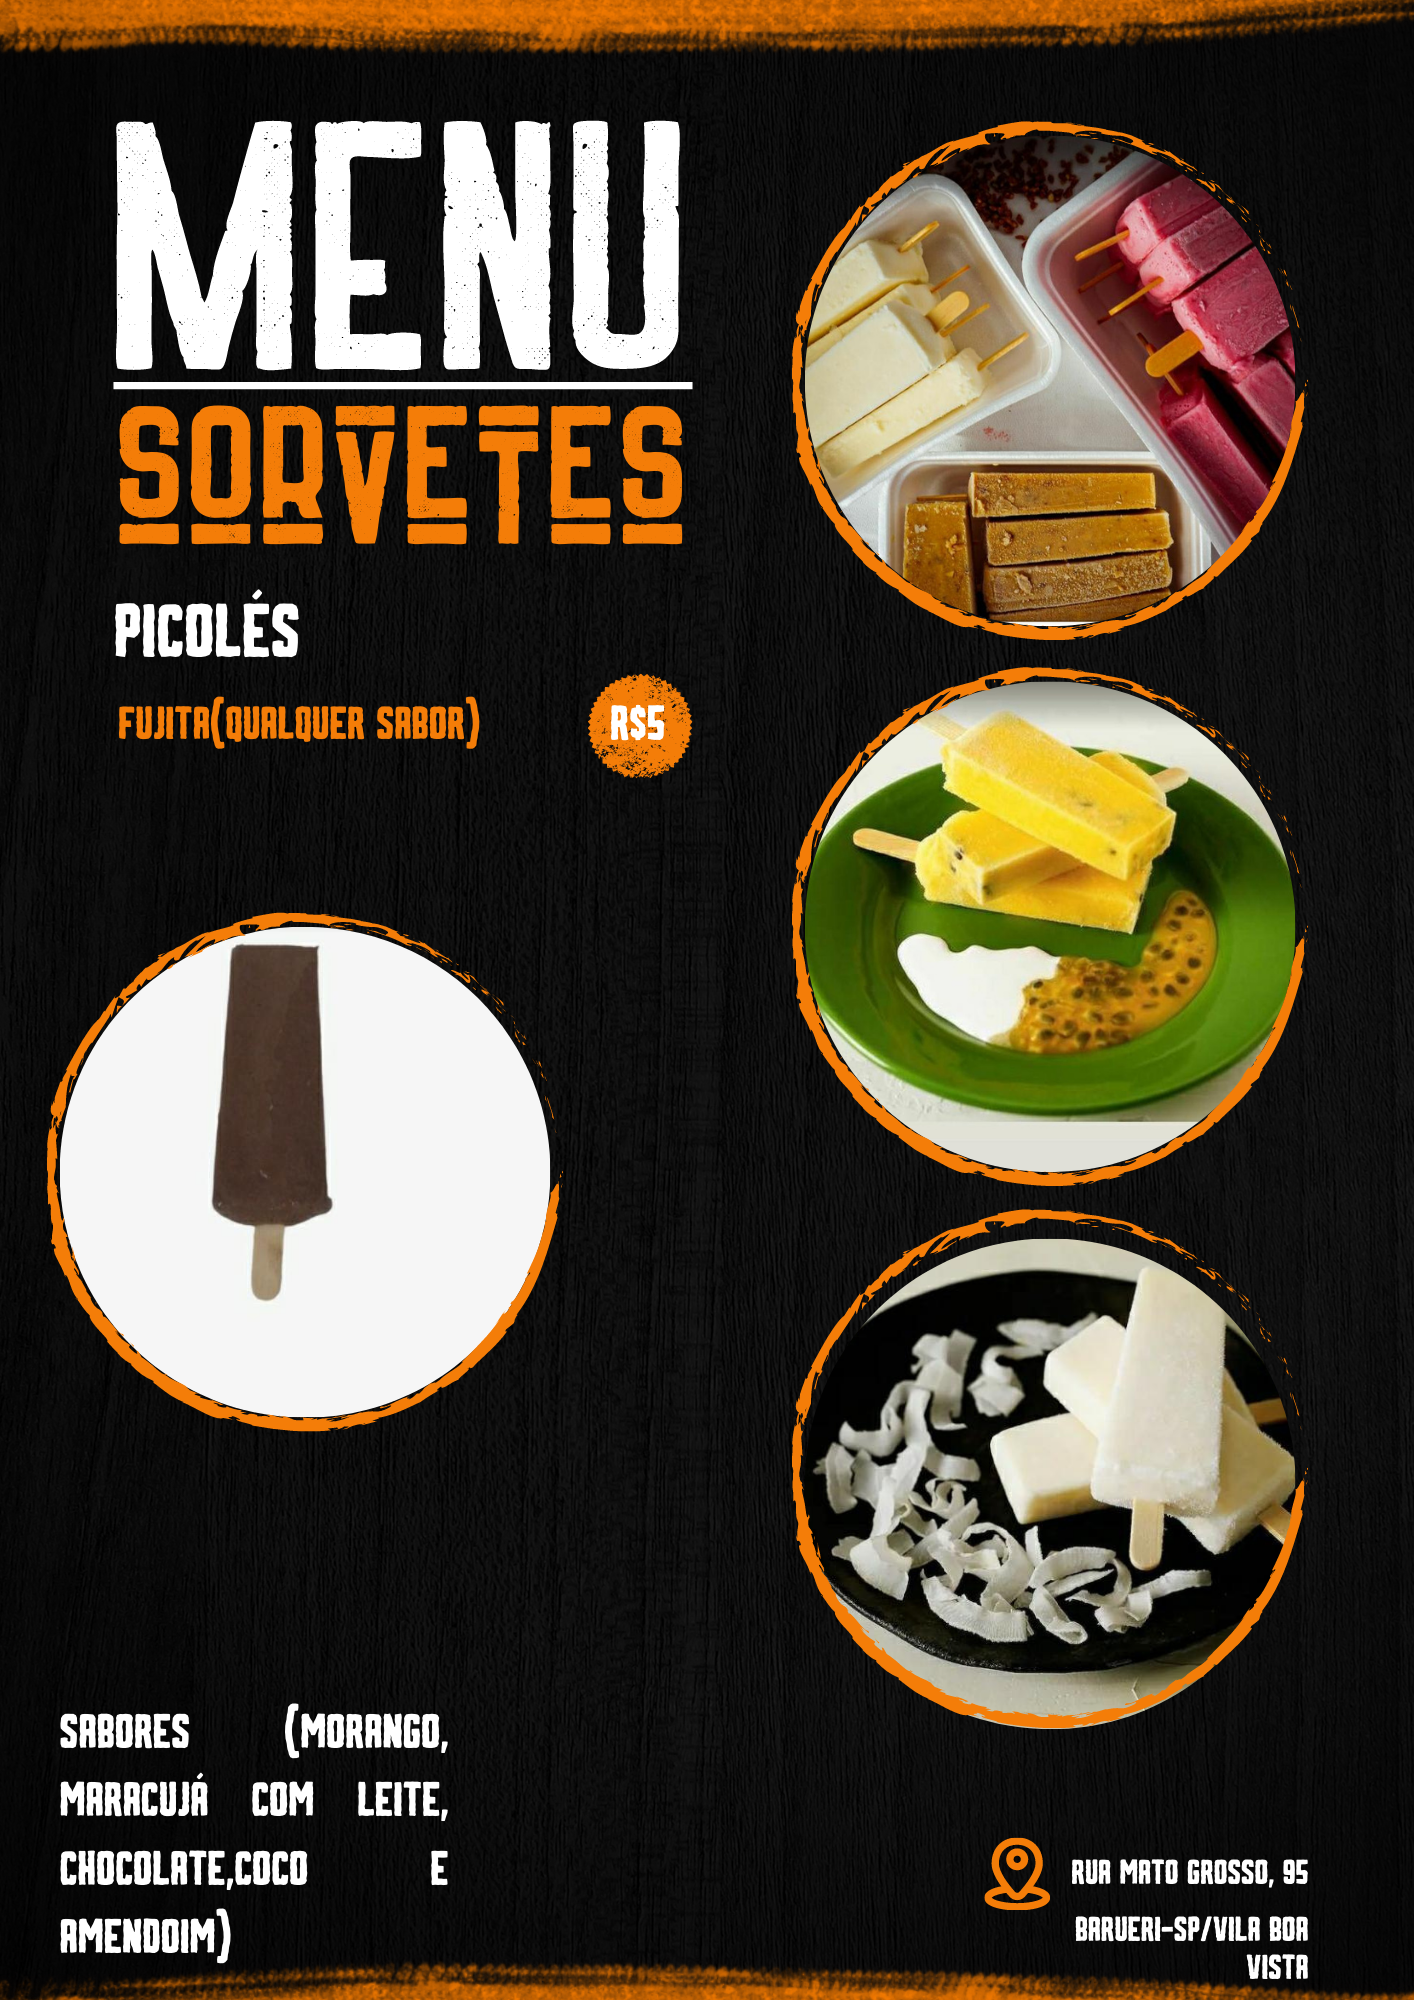 MENU
SORVETES
PICOLÉS
FUJITA(QUALQUER SABOR)
R$5
SABORES (MORANGO,
MARACUJÁ COM LEITE,
CHOCOLATE,COCO E
AMENDOIM)
RUA MATO GROSSO, 95
BARUERI-SP/VILA BOA
VISTA